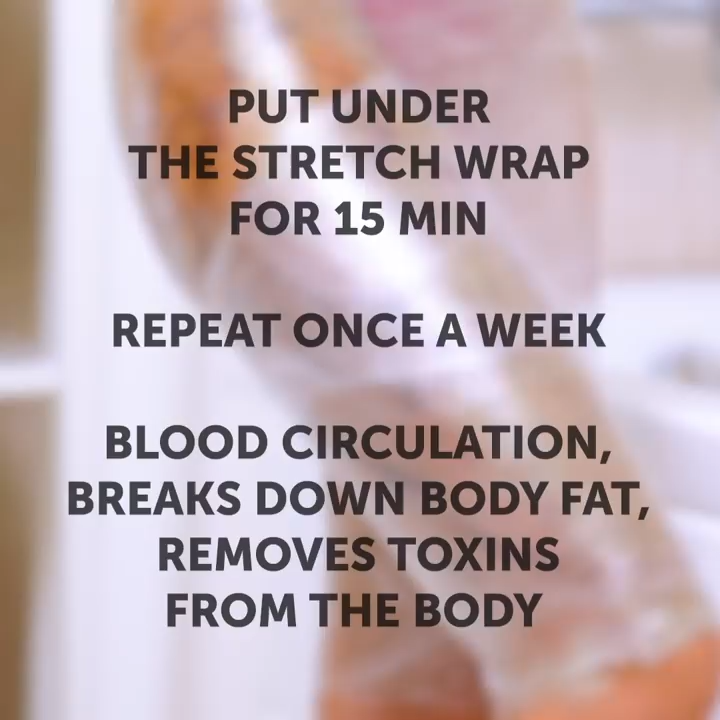 PUT UNDER
THE STRETCH WRAP
FOR 15 MIN
REPEAT ONCE A WEEK
BLOOD CIRCULATION,
BREAKS DOWN BODY FAT,
REMOVES TOXINS
FROM THE BODY